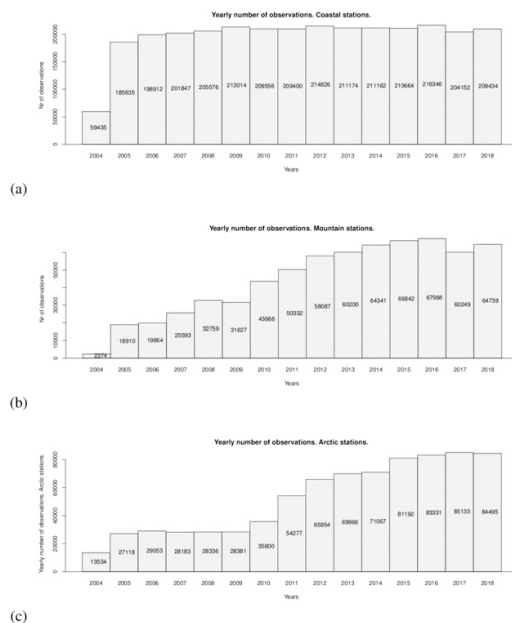 Yearly number of observations. Coastal stations.
Nr of observations
0 50000 100000 150000 200000
59435 185635 198912 201847 205576 213014 209556 209400 214826 211174 211162 210664 216346 204152 209434
2004 2005 2006 2007 2008 2009 2010 2011 2012 2013 2014 2015 2016 2017 2018
Years
(a)
Yearly number of observations. Mountain stations.
Nr of observations
0 10000 30000 50000
2374 18910 19864 25593 32759 31627 43668 50332 58087 60200 64341 66842 67988 60249 64739
2004 2005 2006 2007 2008 2009 2010 2011 2012 2013 2014 2015 2016 2017 2018
Years
(b)
Yearly number of observations. Arctic stations.
Yearly number of observations. Arctic stations.
0 20000 40000 60000 80000
13534 27118 29053 28183 28336 28381 35800 54277 65954 69966 71067 81192 83331 85133 84495
2004 2005 2006 2007 2008 2009 2010 2011 2012 2013 2014 2015 2016 2017 2018
Years
(c)